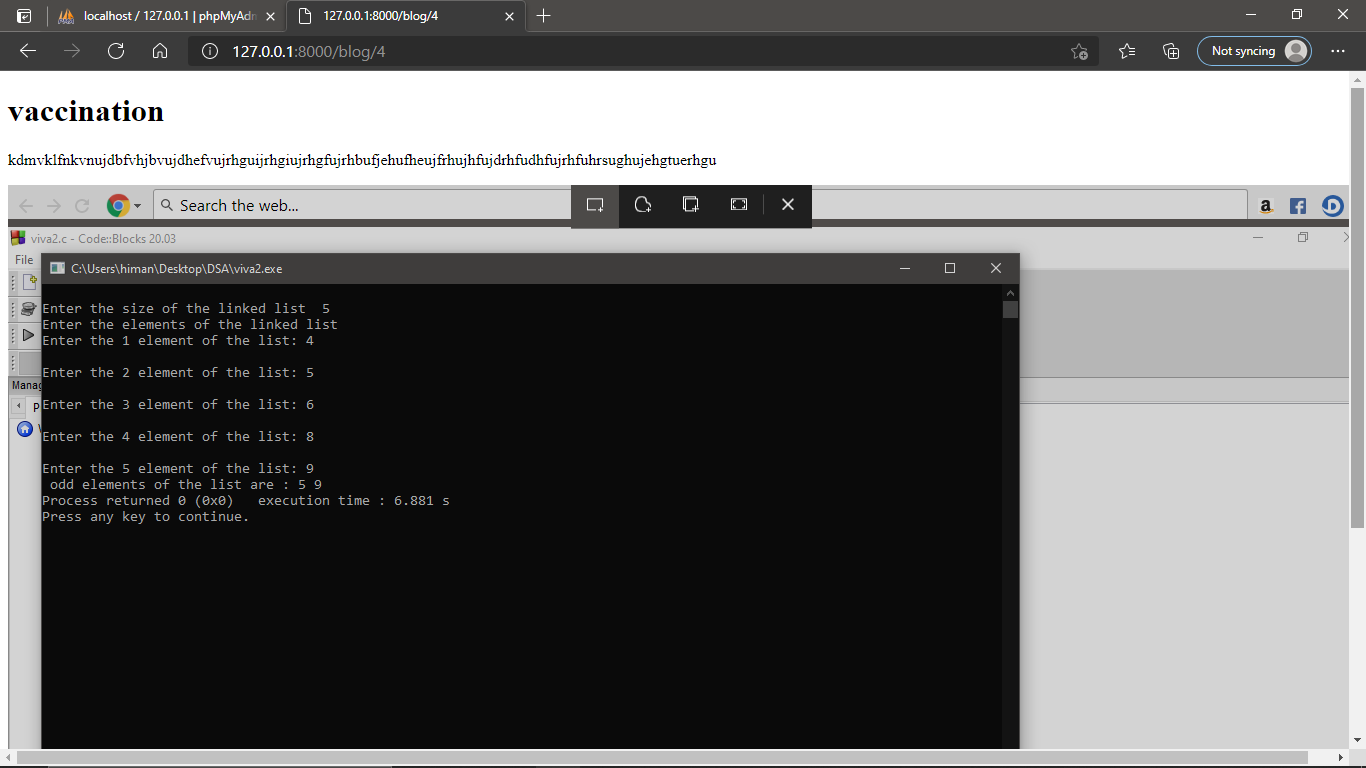 localhost / 127.0.0.1 | phpMyAdm
127.0.0.1:8000/blog/4
127.0.0.1:8000/blog/4
Not syncing
vaccination
kdmvklfnkvnujdbfvhjbvujdhefvujrhguijrhgiujrhgfujrhbufjehufheujfrhujhfujdrhfudhfujrhfuhrsughujehgtuerhgu
Search the web...
viva2.c - Code::Blocks 20.03
File
C:\Users\himan\Desktop\DSA\viva2.exe
Enter the size of the linked list  5
Enter the elements of the linked list
Enter the 1 element of the list: 4
Enter the 2 element of the list: 5
Enter the 3 element of the list: 6
Enter the 4 element of the list: 8
Enter the 5 element of the list: 9
odd elements of the list are : 5 9
Process returned 0 (0x0)   execution time : 6.881 s
Press any key to continue.
Manag
P